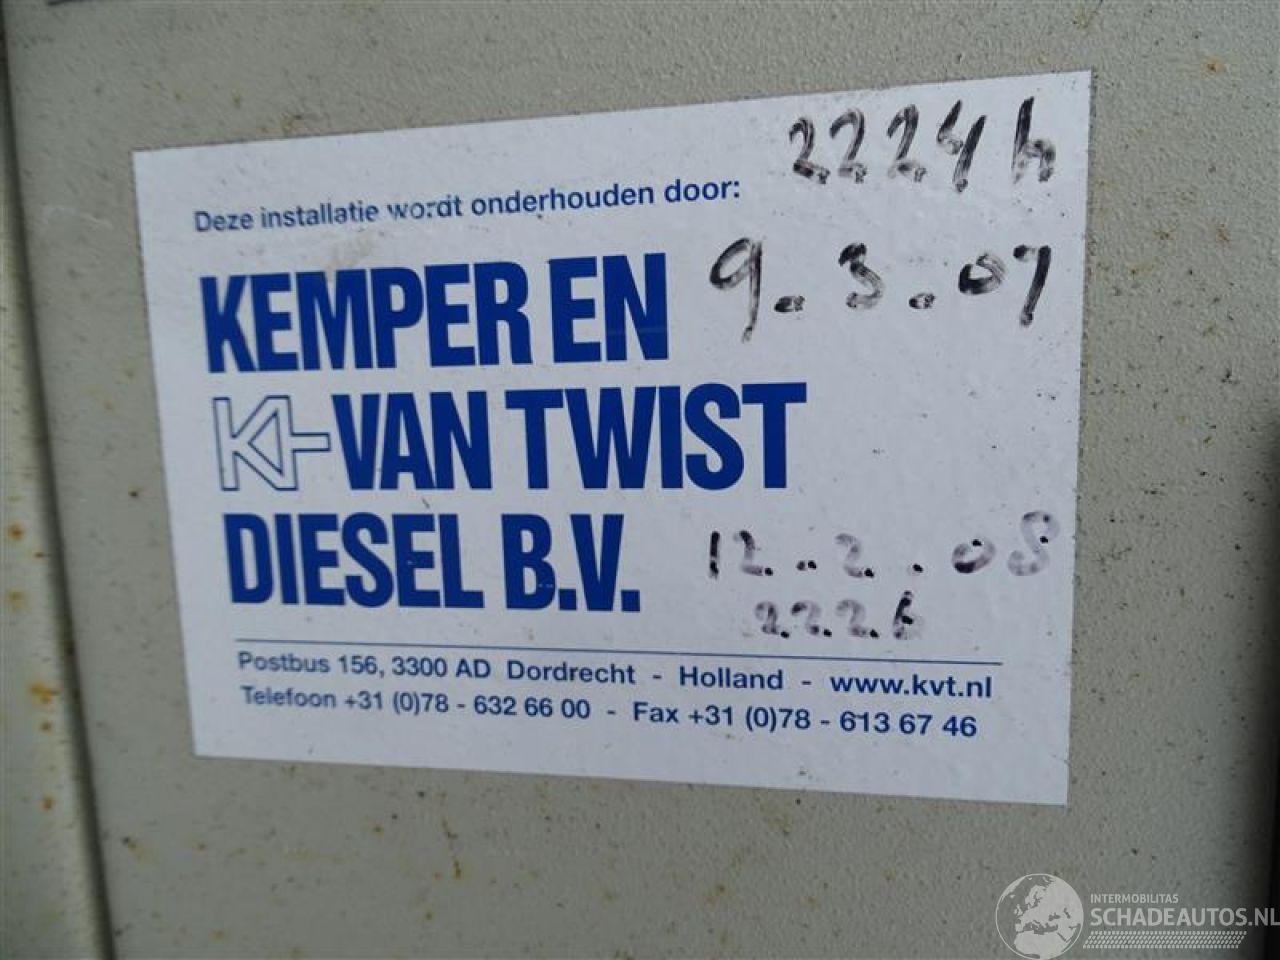 2224 h
Deze installatie wordt onderhouden door:
KEMPER EN
9.3.07
VAN TWIST
DIESEL B.V.
12.2.08
2226
Postbus 156, 3300 AD Dordrecht - Holland - www.kvt.nl
Telefoon +31 (0)78 - 632 66 00 - Fax +31 (0)78 - 613 67 46
INTERMOBILITAS
SCHADEAUTOS.NL